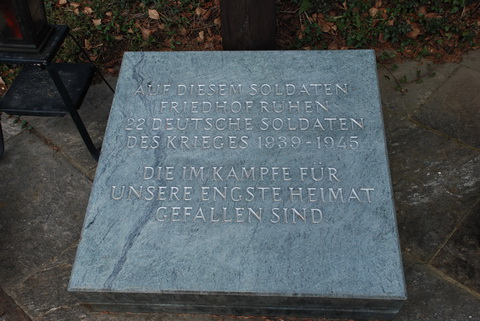 AUF DIESEM SOLDATEN
FRIEDHOF RUHEN
22 DEUTSCHE SOLDATEN
DES KRIEGES 1939-1945
DIE IM KAMPFE FÜR
UNSERE ENGSTE HEIMAT
GEFALLEN SIND